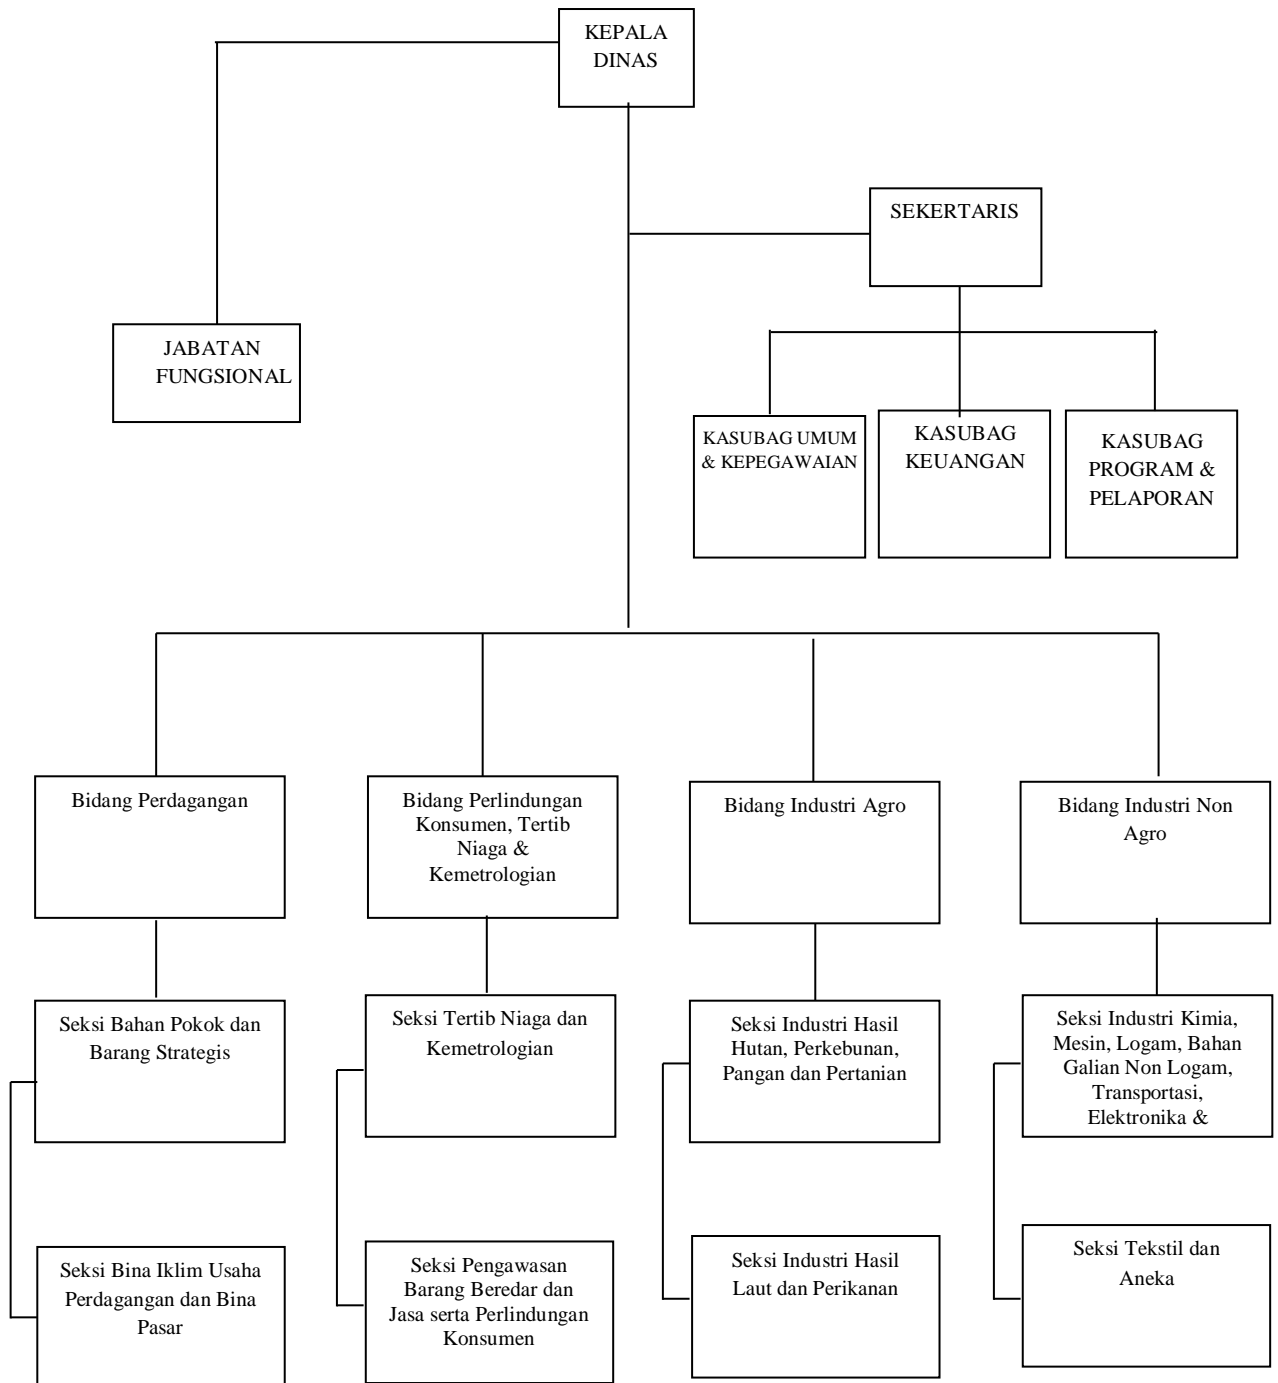 KEPALA
DINAS
SEKERTARIS
JABATAN
FUNGSIONAL
KASUBAG UMUM
& KEPEGAWAIAN
KASUBAG
KEUANGAN
KASUBAG
PROGRAM &
PELAPORAN
Bidang Perdagangan
Bidang Perlindungan
Konsumen, Tertib
Niaga &
Kemetrologian
Bidang Industri Agro
Bidang Industri Non
Agro
Seksi Bahan Pokok dan
Barang Strategis
Seksi Tertib Niaga dan
Kemetrologian
Seksi Industri Hasil
Hutan, Perkebunan,
Pangan dan Pertanian
Seksi Industri Kimia,
Mesin, Logam, Bahan
Galian Non Logam,
Transportasi,
Elektronika &
Seksi Bina Iklim Usaha
Perdagangan dan Bina
Pasar
Seksi Pengawasan
Barang Beredar dan
Jasa serta Perlindungan
Konsumen
Seksi Industri Hasil
Laut dan Perikanan
Seksi Tekstil dan
Aneka